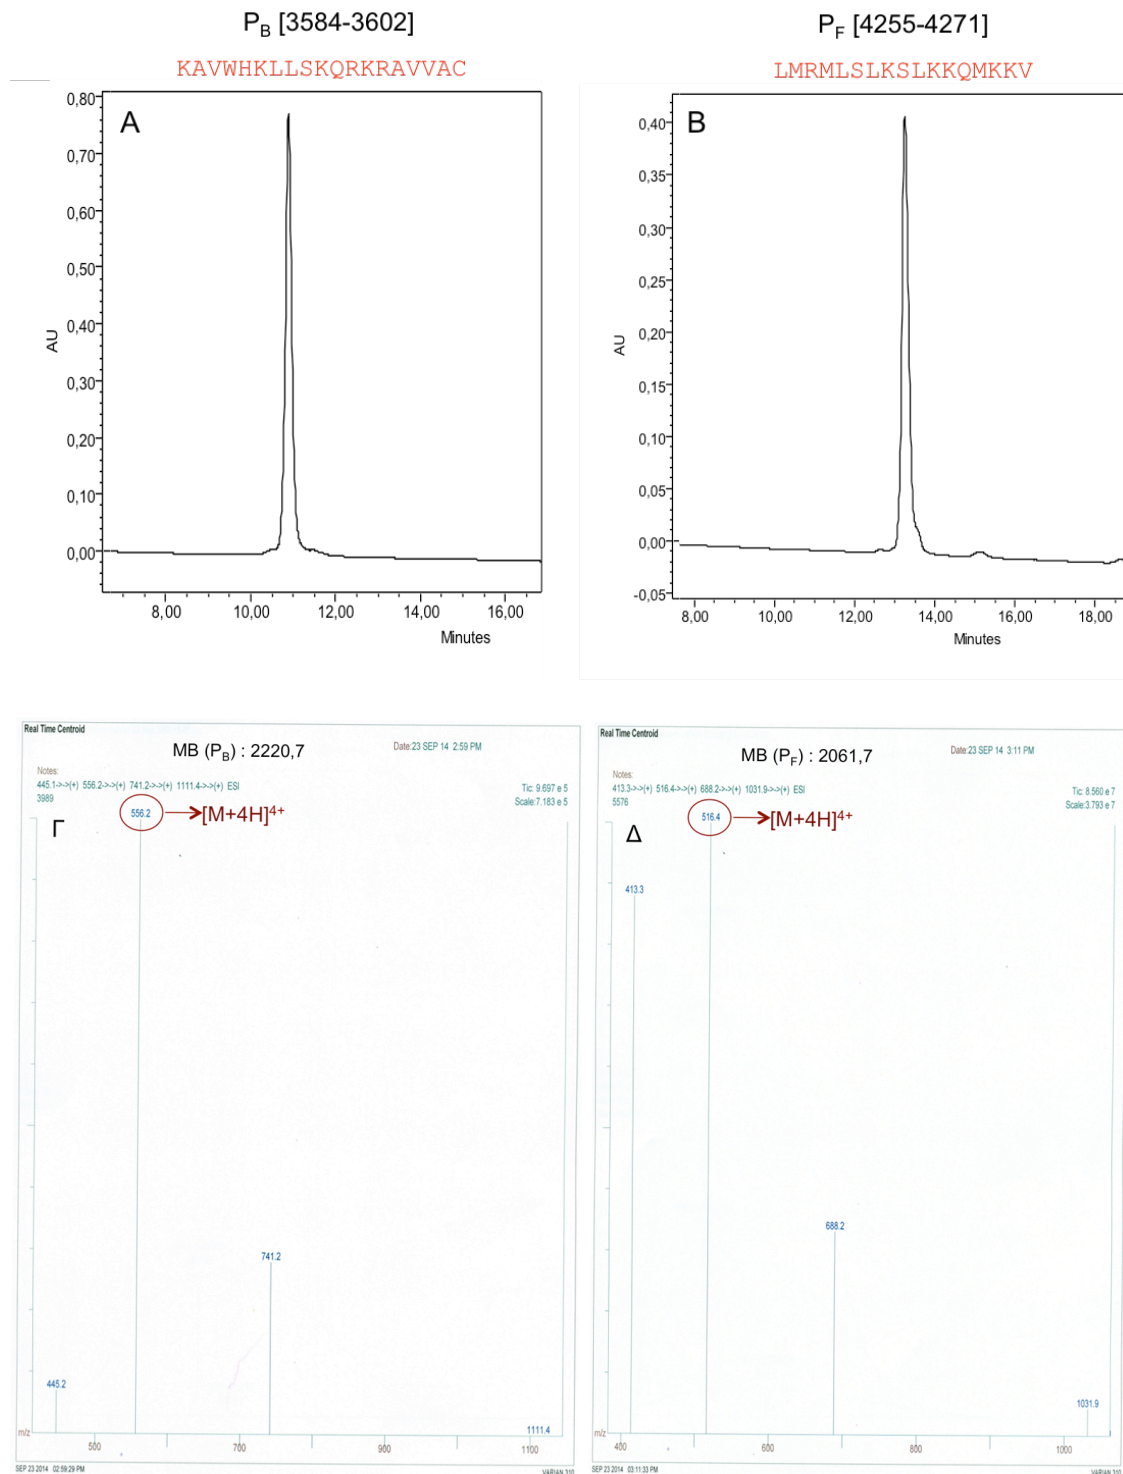 P_B [3584-3602]
KAVWHKLLSKQRKRAVVAC
A
0,80
0,70
0,60
0,50
0,40
0,30
0,20
0,10
0,00
AU
8,00 10,00 12,00 14,00 16,00
Minutes
P_F [4255-4271]
LMRMLSLKSLKKQMKKV
B
0,40
0,35
0,30
0,25
0,20
0,15
0,10
0,05
0,00
-0,05
AU
8,00 10,00 12,00 14,00 16,00 18,00
Minutes
Real Time Centroid
MB (P_B) : 2220,7
Date:23 SEP 14 2:59 PM
Notes:
445.1->>(+) 556.2->>(+) 741.2->>(+) 1111.4->>(+) ESI
3989
Tic: 9.697 e 5
Scale:7.183 e 5
556.2
[M+4H]4+
Γ
741.2
445.2
1111.4
m/z
500 700 900 1100
SEP 23 2014 02:59:29 PM
VARIAN 310
Real Time Centroid
MB (P_F) : 2061,7
Date:23 SEP 14 3:11 PM
Notes:
413.3->>(+) 516.4->>(+) 688.2->>(+) 1031.9->>(+) ESI
5576
Tic: 8.560 e 7
Scale:3.793 e 7
516.4
[M+4H]4+
Δ
413.3
688.2
1031.9
m/z
400 600 800 1000
SEP 23 2014 03:11:33 PM
VARIAN 310